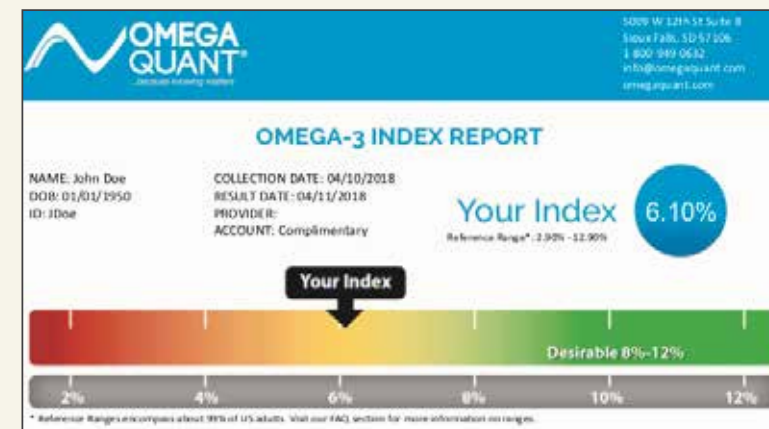 OMEGA
QUANT®
...because knowing matters
5009 W 12th St Suite 8
Sioux Falls, SD 57106
1-800-949-0632
info@omegaquant.com
omegaquant.com
OMEGA-3 INDEX REPORT
NAME: John Doe
DOB: 01/01/1950
ID: JDoe
COLLECTION DATE: 04/10/2018
RESULT DATE: 04/11/2018
PROVIDER:
ACCOUNT: Complimentary
Your Index
6.10%
Reference Range*: 2.90% -12.90%
Your Index
Desirable 8%-12%
2% 4% 6% 8% 10% 12%
* Reference Ranges encompass about 99% of US adults. Visit our FAQ section for more information on ranges.